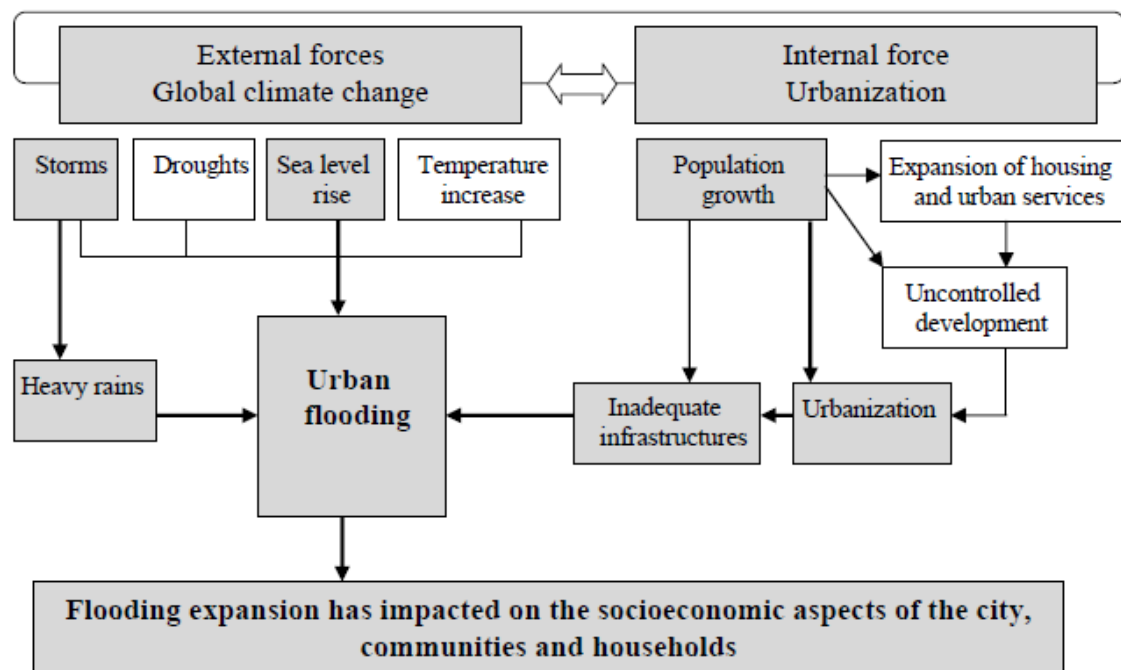 External forces
Global climate change
Internal force
Urbanization
Storms
Droughts
Sea level
rise
Temperature
increase
Population
growth
Expansion of housing
and urban services
Uncontrolled
development
Heavy rains
Urban
flooding
Inadequate
infrastructures
Urbanization
Flooding expansion has impacted on the socioeconomic aspects of the city,
communities and households